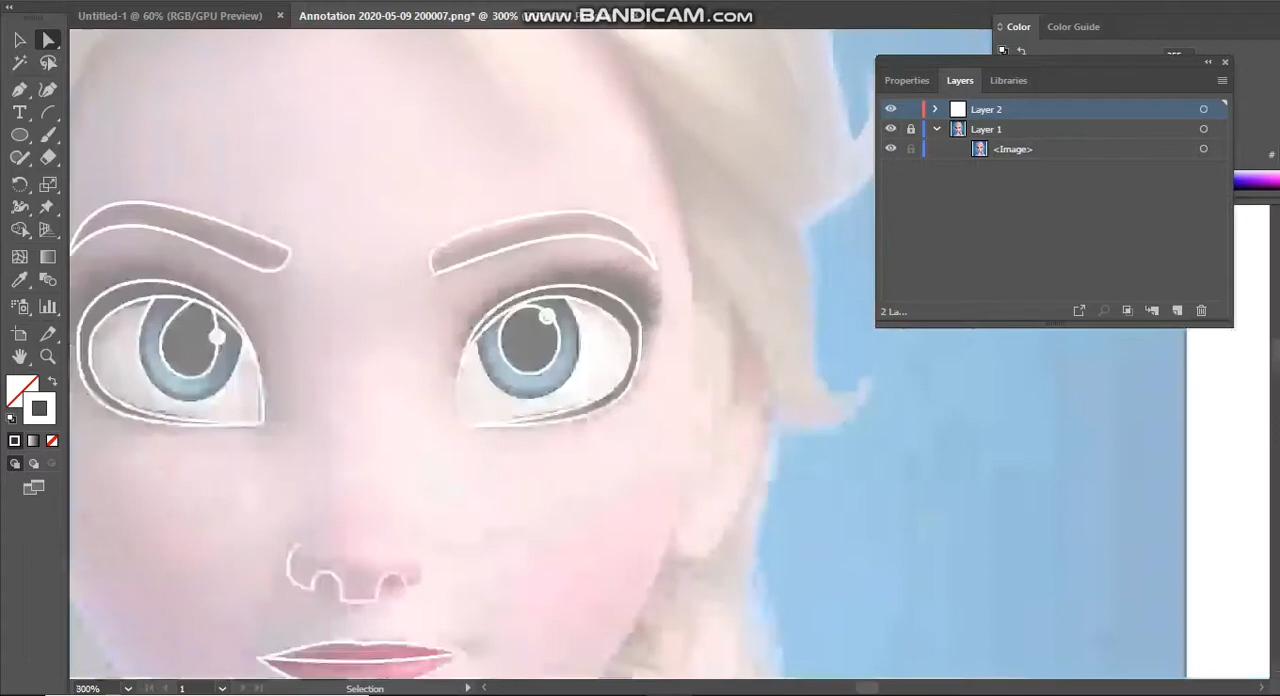 Untitled-1 @ 60% (RGB/GPU Preview)
Annotation 2020-05-09 200007.png* @ 300%
www.BANDICAM.com
Color
Color Guide
Properties
Layers
Libraries
Layer 2
Layer 1
<Image>
2 La...
#
T
300%
1
Selection